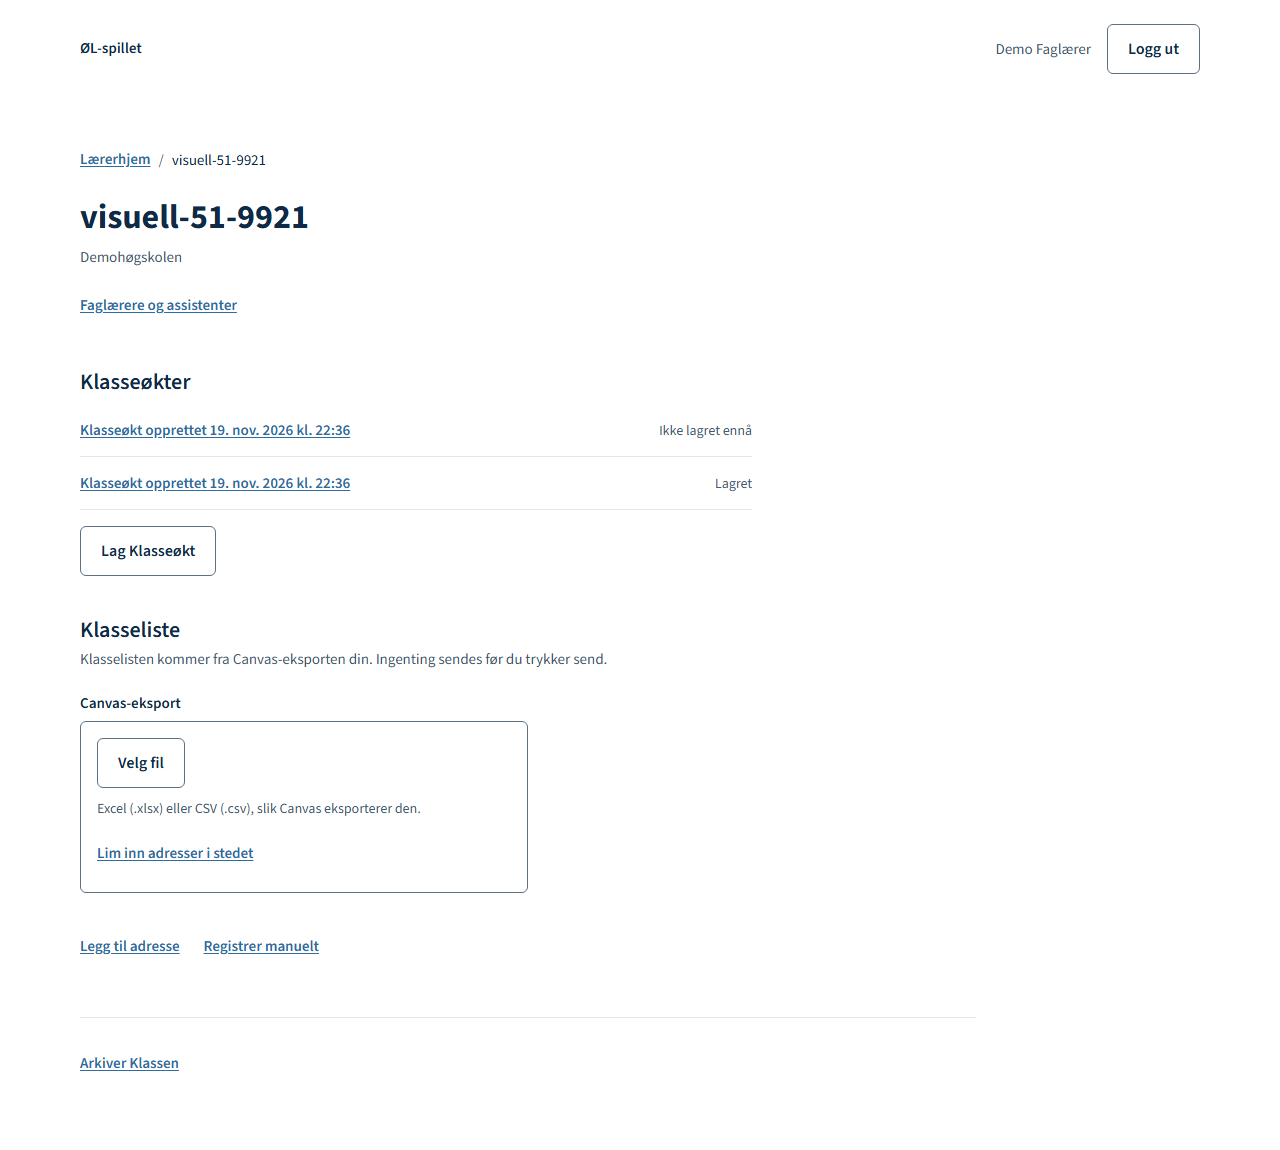 ØL-spillet
Demo Faglærer
Logg ut
Lærerhjem / visuell-51-9921
visuell-51-9921
Demohøgskolen
Faglærere og assistenter
Klasseøkter
Klasseøkt opprettet 19. nov. 2026 kl. 22:36
Ikke lagret ennå
Klasseøkt opprettet 19. nov. 2026 kl. 22:36
Lagret
Lag Klasseøkt
Klasseliste
Klasselisten kommer fra Canvas-eksporten din. Ingenting sendes før du trykker send.
Canvas-eksport
Velg fil
Excel (.xlsx) eller CSV (.csv), slik Canvas eksporterer den.
Lim inn adresser i stedet
Legg til adresse
Registrer manuelt
Arkiver Klassen